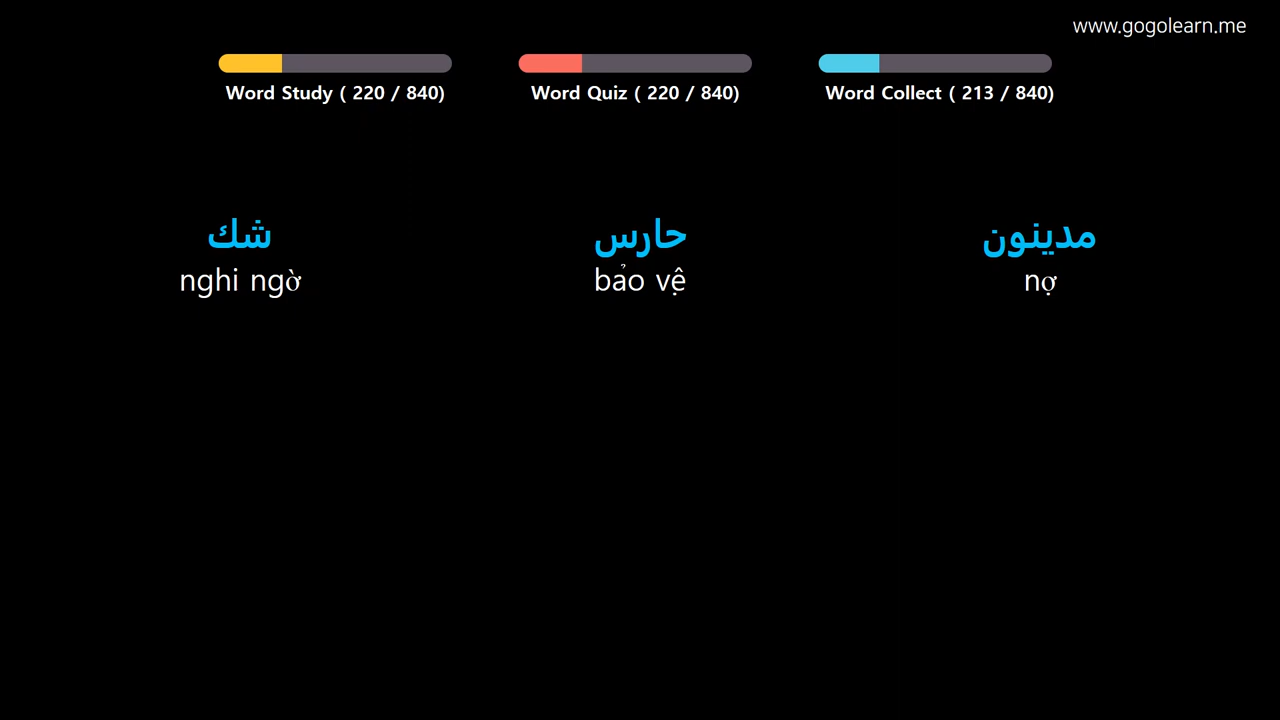 www.gogolearn.me
Word Study ( 220 / 840)
Word Quiz ( 220 / 840)
Word Collect ( 213 / 840)
شك
nghi ngờ
حارس
bảo vệ
مدينون
nợ